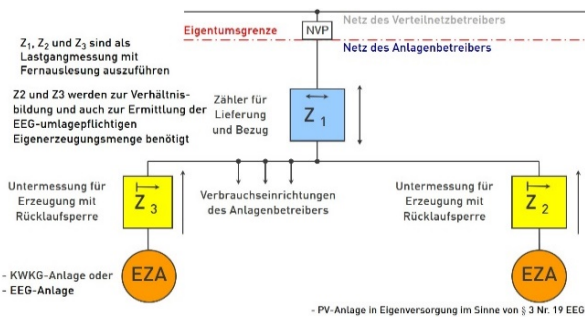 Netz des Verteilnetzbetreibers
Eigentumsgrenze
NVP
Netz des Anlagenbetreibers
Z1, Z2 und Z3 sind als
Lastgangmessung mit
Fernauslesung auszuführen
Z2 und Z3 werden zur Verhältnis-
bildung und auch zur Ermittlung der
EEG-umlagepflichtigen
Eigenerzeugungsmenge benötigt
Zähler für
Lieferung
und Bezug
Z 1
Untermessung für
Erzeugung mit
Rücklaufsperre
Z 3
Verbrauchseinrichtungen
des Anlagenbetreibers
Untermessung für
Erzeugung mit
Rücklaufsperre
Z 2
EZA
- KWKG-Anlage oder
- EEG-Anlage
EZA
- PV-Anlage in Eigenversorgung im Sinne von § 3 Nr. 19 EEG